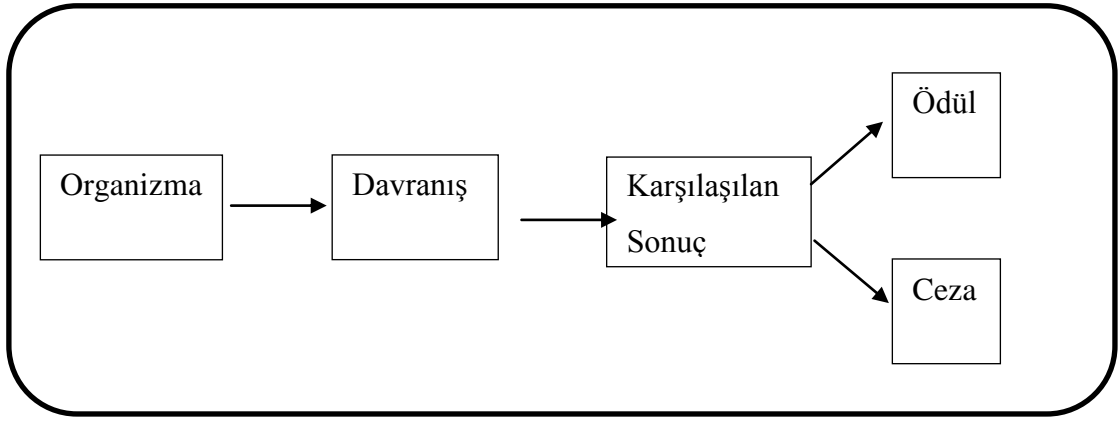 Organizma
Davranış
Karşılaşılan
Sonuç
Ödül
Ceza